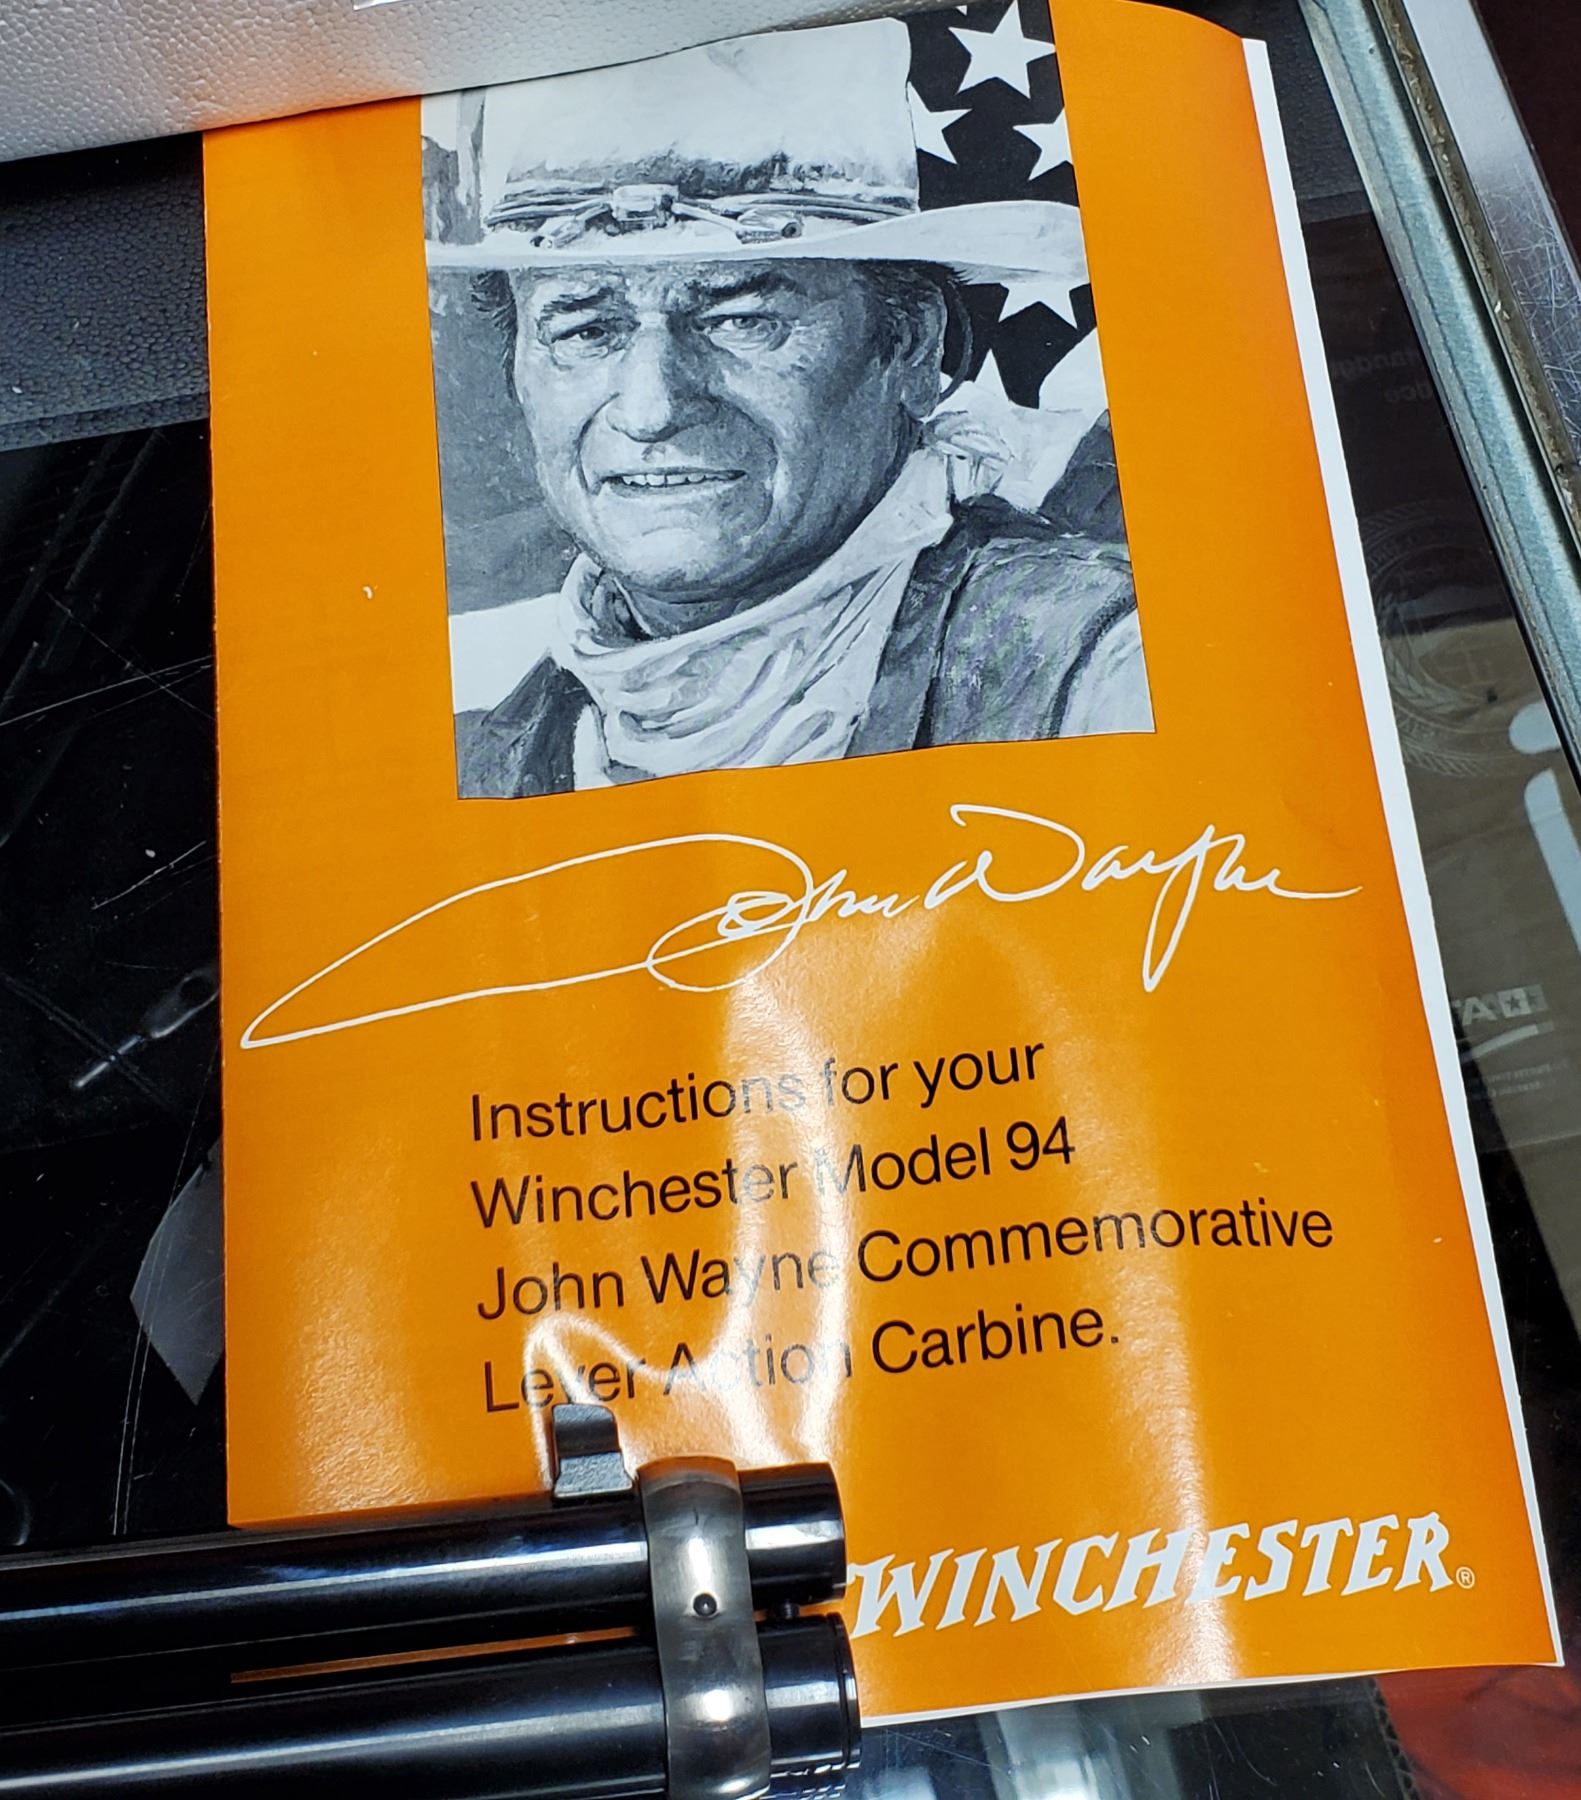 John Wayne
Instructions for your
Winchester Model 94
John Wayne Commemorative
Lever Action Carbine.
WINCHESTER®